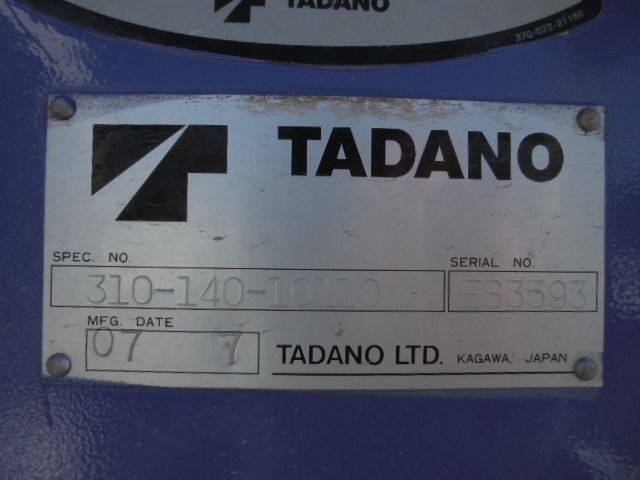 TADANO
370-022-21180
TADANO
SPEC. NO.
310-140-10110
SERIAL NO.
ES3593
MFG. DATE
07 7
TADANO LTD. KAGAWA, JAPAN